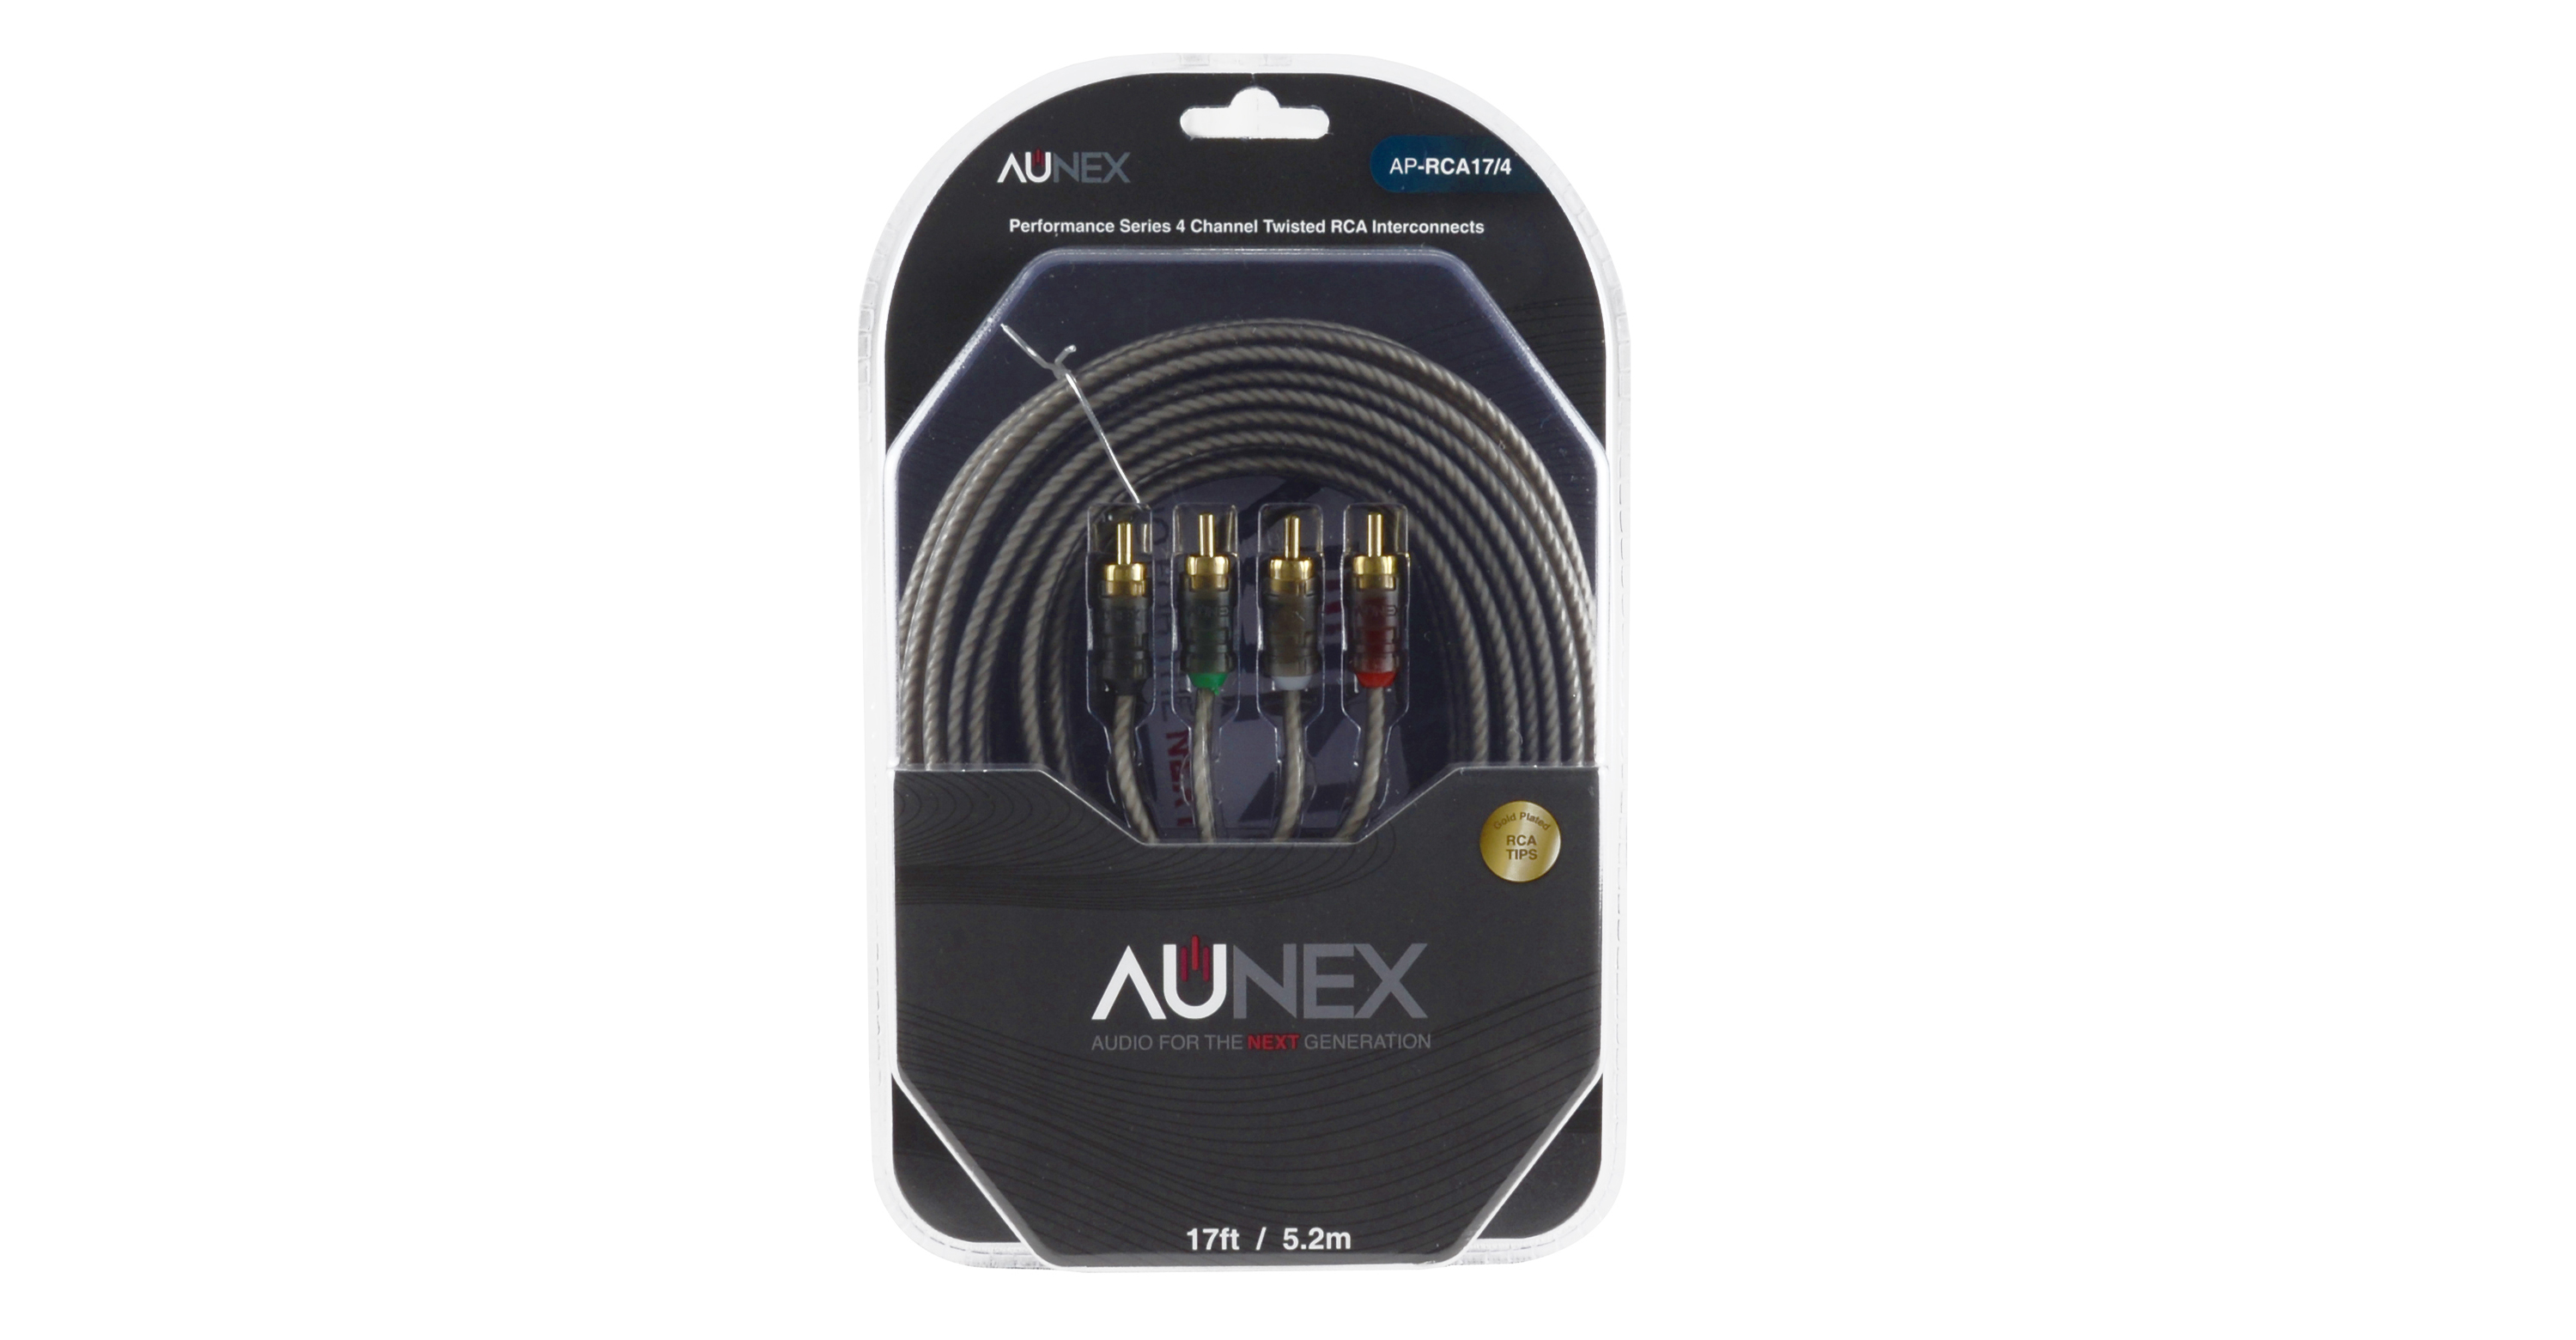 AUNEX
AP-RCA17/4
Performance Series 4 Channel Twisted RCA Interconnects
Gold Plated
RCA
TIPS
AUNEX
AUDIO FOR THE NEXT GENERATION
17ft / 5.2m